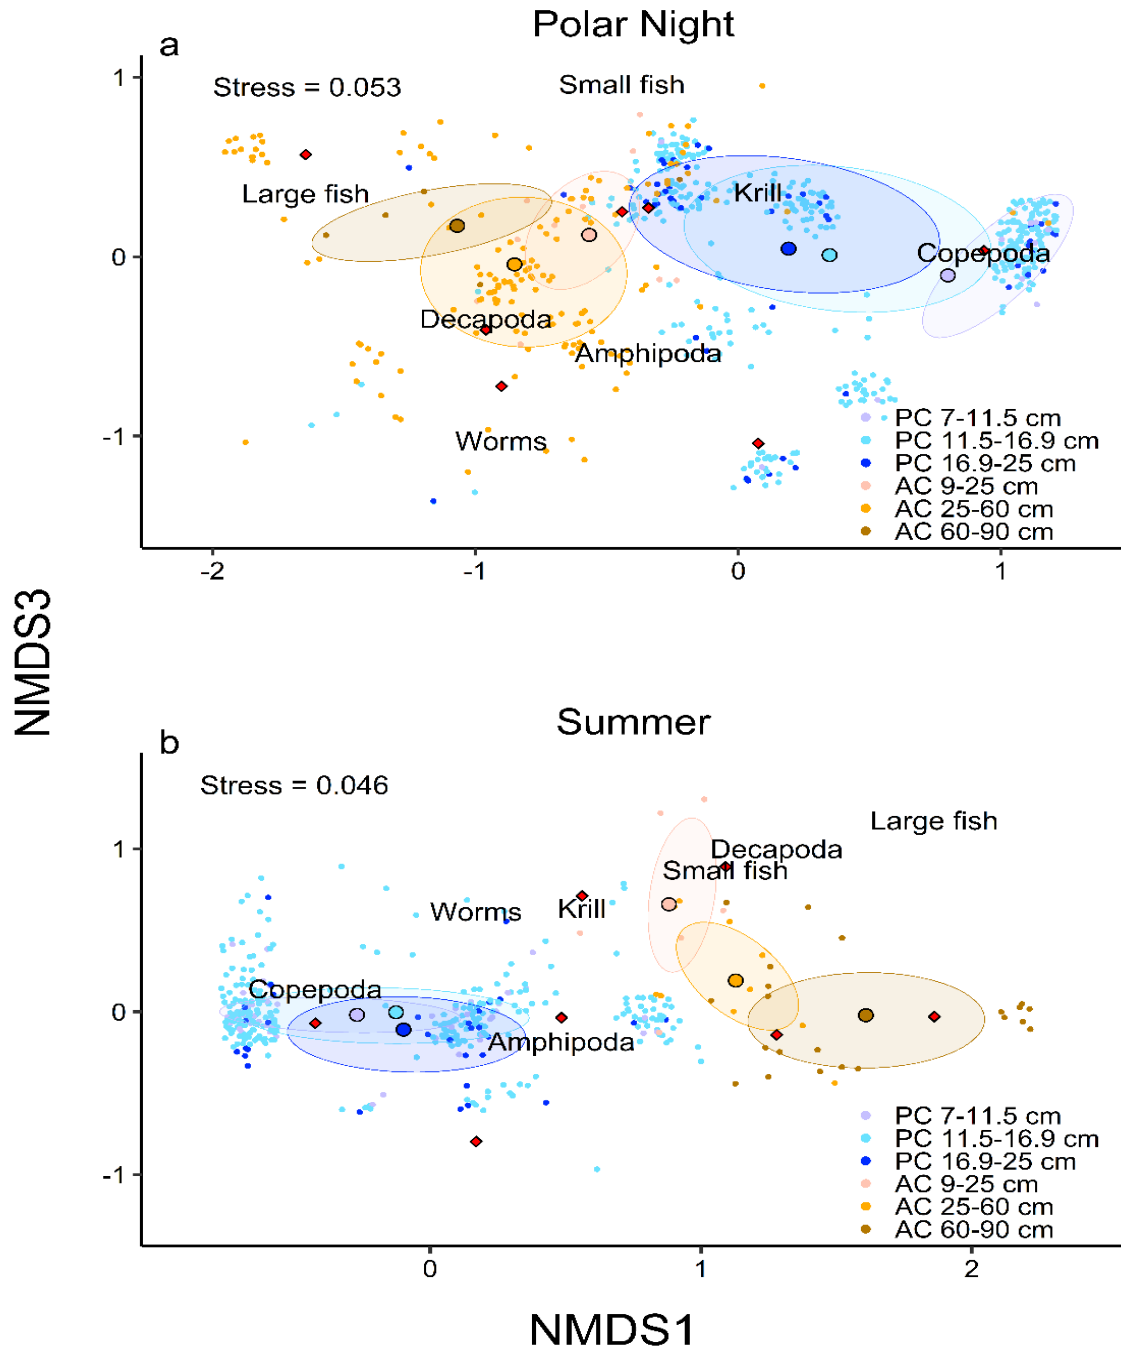 Polar Night
a
Stress = 0.053
Small fish
Large fish
Krill
Copepoda
Decapoda
Amphipoda
Worms
PC 7-11.5 cm
PC 11.5-16.9 cm
PC 16.9-25 cm
AC 9-25 cm
AC 25-60 cm
AC 60-90 cm
1
0
-1
-2
-1
0
1
NMDS3
Summer
b
Stress = 0.046
Large fish
Decapoda
Small fish
Worms
Krill
Copepoda
Amphipoda
PC 7-11.5 cm
PC 11.5-16.9 cm
PC 16.9-25 cm
AC 9-25 cm
AC 25-60 cm
AC 60-90 cm
1
0
-1
0
1
2
NMDS1